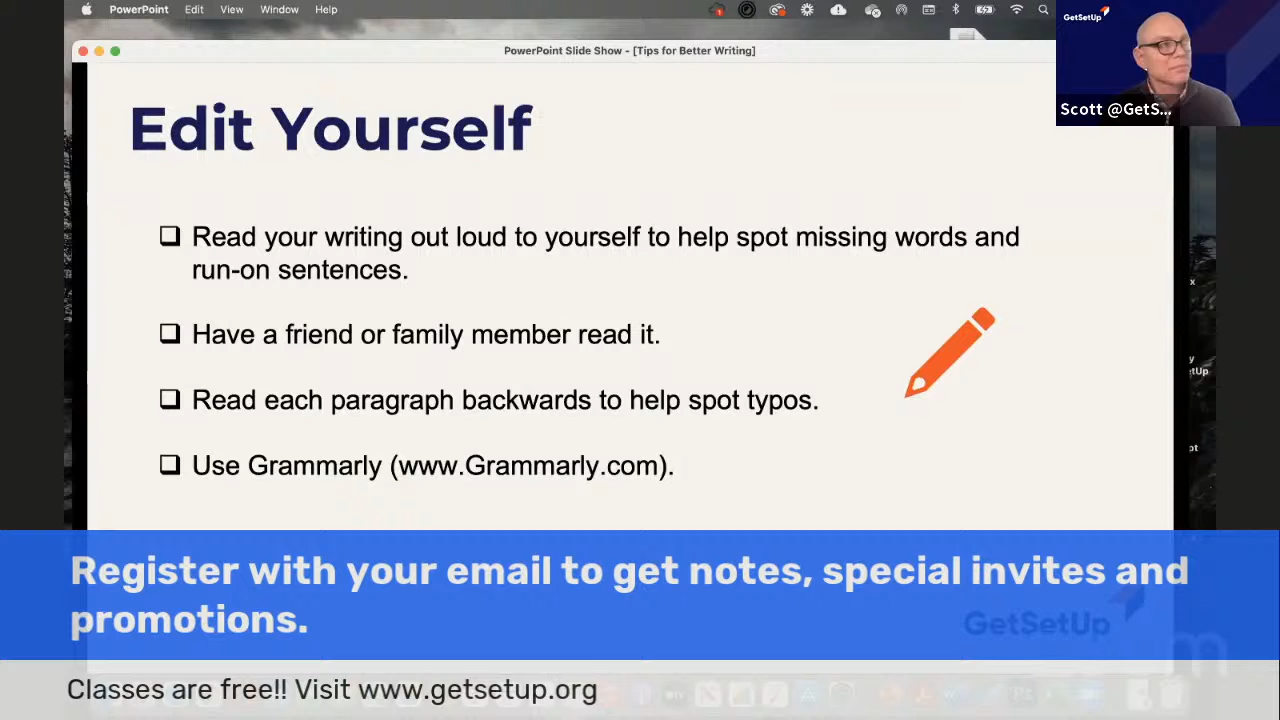 PowerPoint Edit View Window Help
PowerPoint Slide Show - [Tips for Better Writing]
GetSetUp
Scott @GetS...
Edit Yourself
Read your writing out loud to yourself to help spot missing words and
run-on sentences.
Have a friend or family member read it.
Read each paragraph backwards to help spot typos.
Use Grammarly (www.Grammarly.com).
Register with your email to get notes, special invites and
promotions.
GetSetUp
Classes are free!! Visit www.getsetup.org